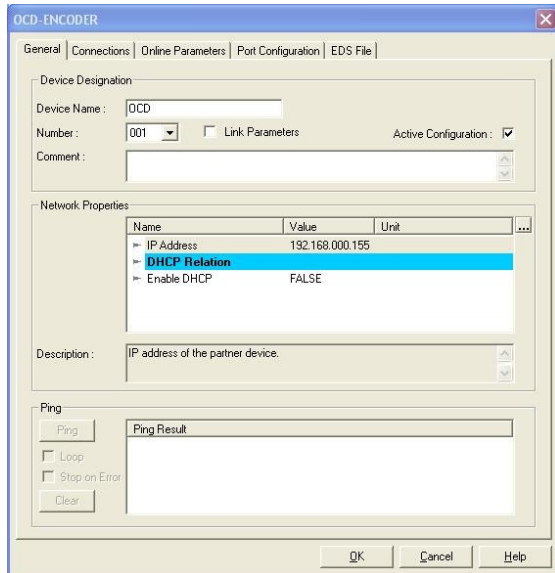 OCD-ENCODER
General Connections Online Parameters Port Configuration EDS File
Device Designation
Device Name : OCD
Number : 001 Link Parameters Active Configuration :
Comment :
Network Properties
Name Value Unit ...
IP Address 192.168.000.155
DHCP Relation
Enable DHCP FALSE
Description : IP address of the partner device.
Ping
Ping Ping Result
Loop
Stop on Error
Clear
OK Cancel Help